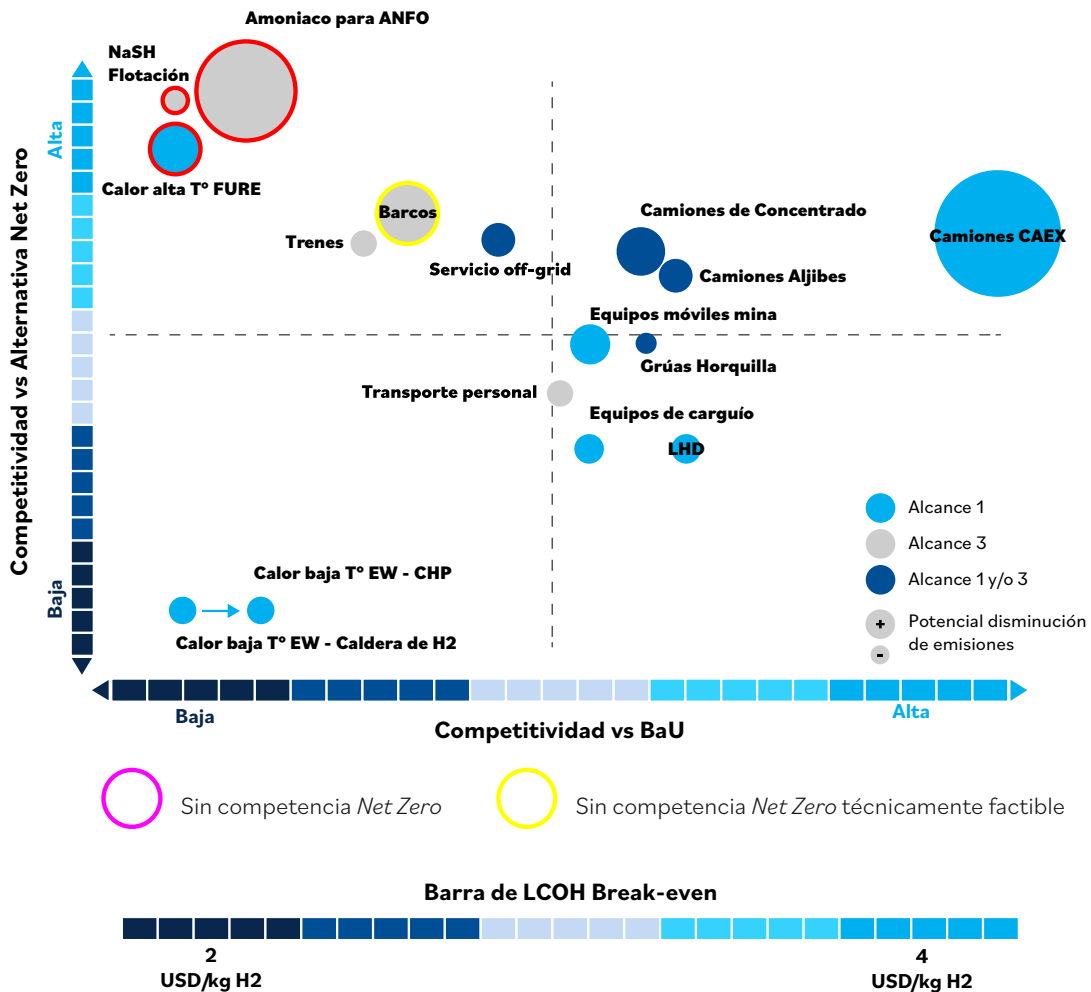 Amoniaco para ANFO
NaSH
Flotación
Alta
Calor alta T° FURE
Barcos
Trenes
Servicio off-grid
Camiones de Concentrado
Camiones CAEX
Camiones Aljibes
Equipos móviles mina
Grúas Horquilla
Transporte personal
Equipos de carguío
LHD
Competitividad vs Alternativa Net Zero
Alcance 1
Alcance 3
Alcance 1 y/o 3
+
-
Potencial disminución
de emisiones
Calor baja T° EW - CHP
Calor baja T° EW - Caldera de H2
Baja
Baja
Alta
Competitividad vs BaU
Sin competencia Net Zero
Sin competencia Net Zero técnicamente factible
Barra de LCOH Break-even
2
USD/kg H2
4
USD/kg H2